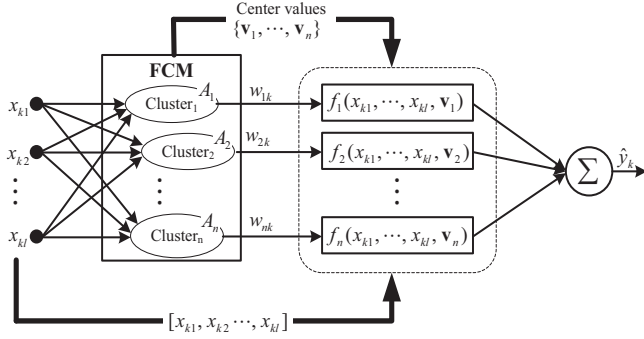 Center values
{v₁, ⋯, vₙ}
FCM
xₖ₁
Cluster₁ A₁
w₁ₖ
f₁(xₖ₁, ⋯, xₖₗ, v₁)
xₖ₂
Cluster₂ A₂
w₂ₖ
f₂(xₖ₁, ⋯, xₖₗ, v₂)
∑
ŷₖ
⋮
⋮
⋮
xₖₗ
Clusterₙ Aₙ
wₙₖ
fₙ(xₖ₁, ⋯, xₖₗ, vₙ)
[xₖ₁, xₖ₂ ⋯, xₖₗ]